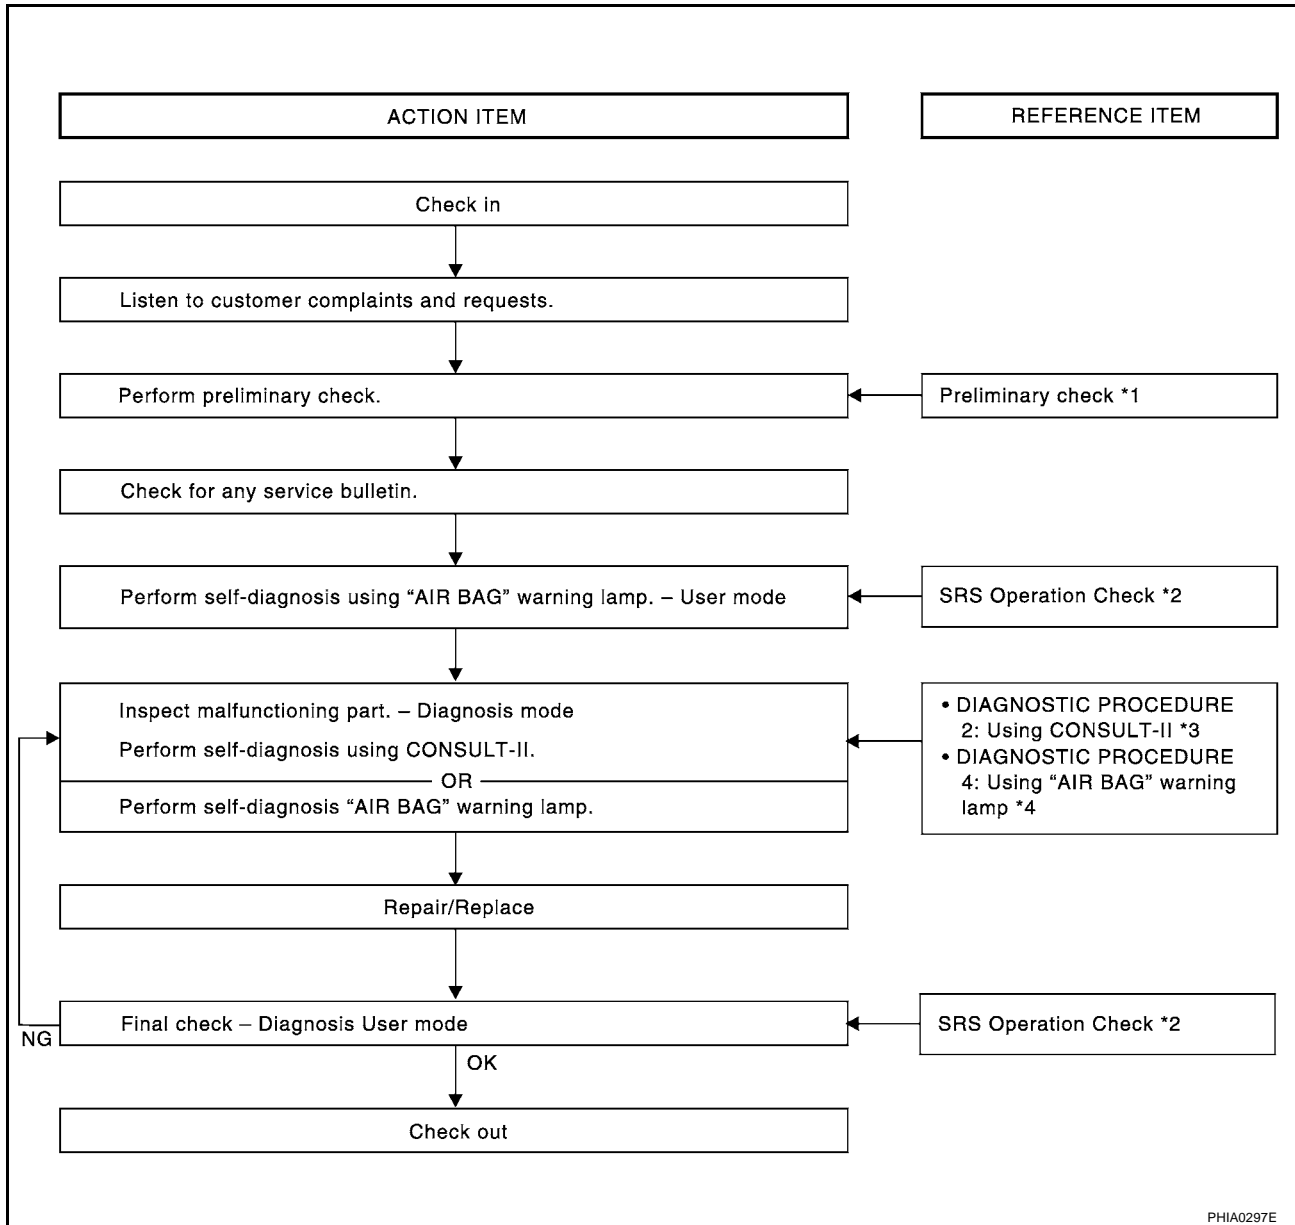 ACTION ITEM
REFERENCE ITEM
Check in
Listen to customer complaints and requests.
Perform preliminary check.
Preliminary check *1
Check for any service bulletin.
Perform self-diagnosis using “AIR BAG” warning lamp. – User mode
SRS Operation Check *2
Inspect malfunctioning part. – Diagnosis mode
Perform self-diagnosis using CONSULT-II.
OR
Perform self-diagnosis “AIR BAG” warning lamp.
• DIAGNOSTIC PROCEDURE
2: Using CONSULT-II *3
• DIAGNOSTIC PROCEDURE
4: Using “AIR BAG” warning
lamp *4
Repair/Replace
Final check – Diagnosis User mode
SRS Operation Check *2
NG
OK
Check out
PHIA0297E